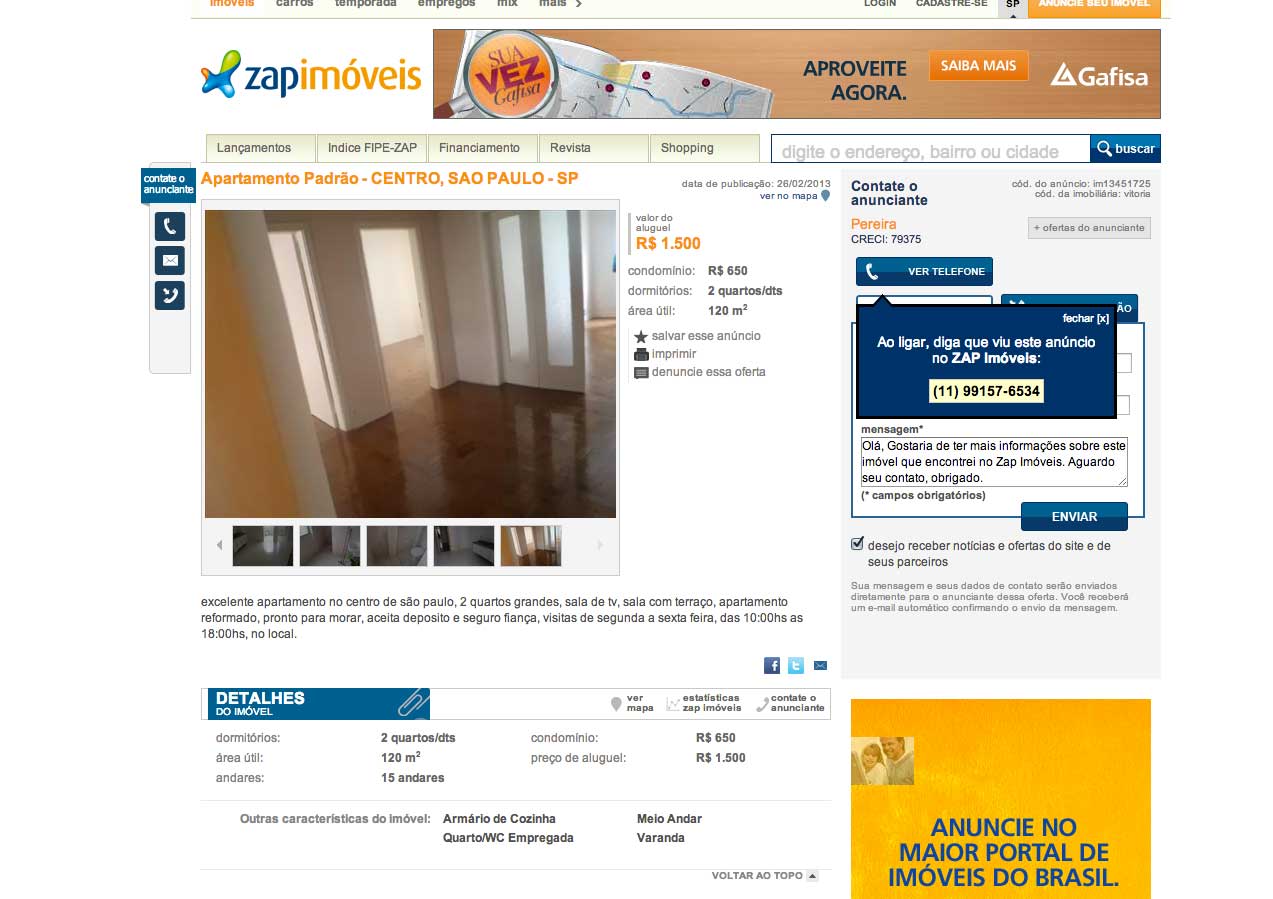 imóveis carros temporada empregos mix mais
LOGIN CADASTRE-SE SP ANUNCIE SEU IMÓVEL
zapimóveis
SUA
VEZ
Gafisa
APROVEITE
AGORA.
SAIBA MAIS
Gafisa
Lançamentos Indice FIPE-ZAP Financiamento Revista Shopping
digite o endereço, bairro ou cidade
buscar
contate o
anunciante
Apartamento Padrão - CENTRO, SAO PAULO - SP
data de publicação: 26/02/2013
ver no mapa
valor do
aluguel
R$ 1.500
condomínio: R$ 650
dormitórios: 2 quartos/dts
área útil: 120 m²
salvar esse anúncio
imprimir
denuncie essa oferta
Contate o
anunciante
cód. do anúncio: im13451725
cód. da imobiliária: vitoria
Pereira
CRECI: 79375
+ ofertas do anunciante
VER TELEFONE
ÃO
fechar [x]
Ao ligar, diga que viu este anúncio
no ZAP Imóveis:
(11) 99157-6534
mensagem*
Olá, Gostaria de ter mais informações sobre este
imóvel que encontrei no Zap Imóveis. Aguardo
seu contato, obrigado.
(* campos obrigatórios)
ENVIAR
desejo receber notícias e ofertas do site e de
seus parceiros
Sua mensagem e seus dados de contato serão enviados
diretamente para o anunciante dessa oferta. Você receberá
um e-mail automático confirmando o envio da mensagem.
excelente apartamento no centro de são paulo, 2 quartos grandes, sala de tv, sala com terraço, apartamento
reformado, pronto para morar, aceita deposito e seguro fiança, visitas de segunda a sexta feira, das 10:00hs as
18:00hs, no local.
DETALHES
DO IMÓVEL
ver
mapa
estatísticas
zap imóveis
contate o
anunciante
dormitórios: 2 quartos/dts condomínio: R$ 650
área útil: 120 m² preço de aluguel: R$ 1.500
andares: 15 andares
Outras características do imóvel: Armário de Cozinha Meio Andar
Quarto/WC Empregada Varanda
VOLTAR AO TOPO
ANUNCIE NO
MAIOR PORTAL DE
IMÓVEIS DO BRASIL.